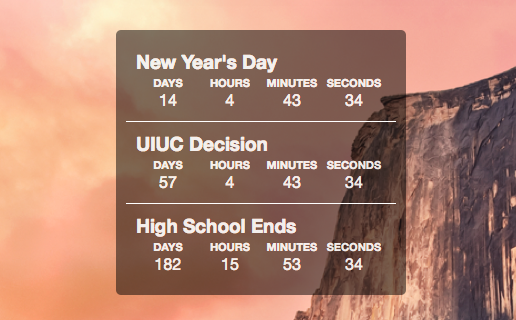 New Year's Day
DAYS HOURS MINUTES SECONDS
14 4 43 34
UIUC Decision
DAYS HOURS MINUTES SECONDS
57 4 43 34
High School Ends
DAYS HOURS MINUTES SECONDS
182 15 53 34